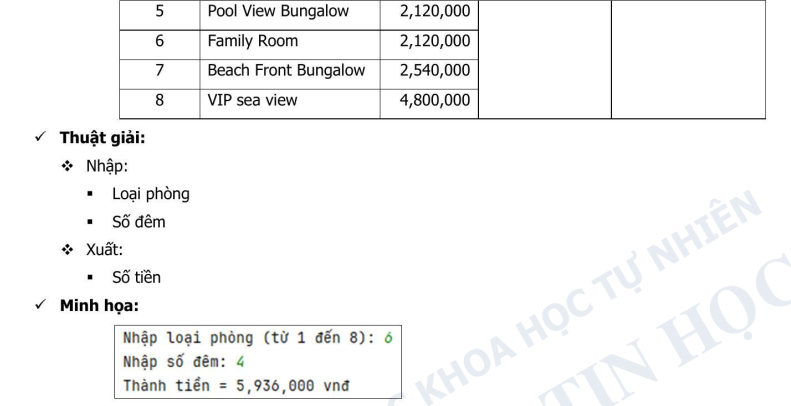 5 Pool View Bungalow 2,120,000
6 Family Room 2,120,000
7 Beach Front Bungalow 2,540,000
8 VIP sea view 4,800,000
✓ Thuật giải:
❖ Nhập:
▪ Loại phòng
▪ Số đêm
❖ Xuất:
▪ Số tiền
✓ Minh họa:
Nhập loại phòng (từ 1 đến 8): 6
Nhập số đêm: 4
Thành tiền = 5,936,000 vnđ
KHOA HỌC TỰ NHIÊN
TIN HỌC